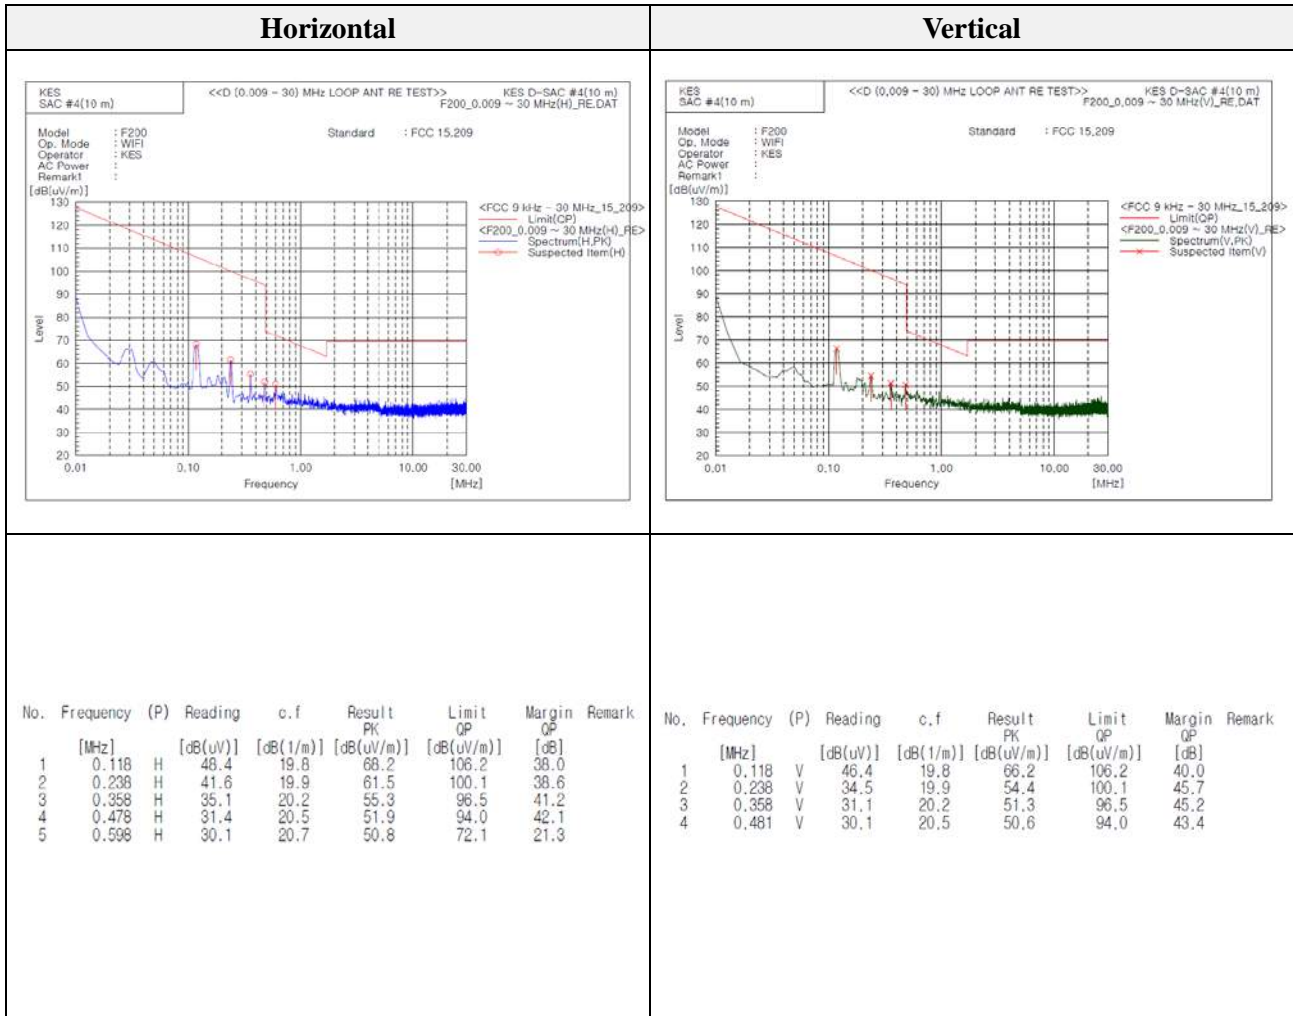 Horizontal
Vertical
KES
SAC #4(10 m)
<<D (0.009 - 30) MHz LOOP ANT RE TEST>>
KES D-SAC #4(10 m)
F200_0.009 ~ 30 MHz(H)_RE.DAT
Model : F200
Op. Mode : WIFI
Operator : KES
AC Power :
Remark1 :
Standard : FCC 15.209
[dB(uV/m)]
130
120
110
100
90
80
70
60
50
40
30
20
Level
0.01 0.10 1.00 10.00 30.00
Frequency [MHz]
<FCC 9 kHz - 30 MHz_15_209>
Limit(QP)
<F200_0.009 ~ 30 MHz(H)_RE>
Spectrum(H,PK)
Suspected Item(H)
KES
SAC #4(10 m)
<<D (0.009 - 30) MHz LOOP ANT RE TEST>>
KES D-SAC #4(10 m)
F200_0.009 ~ 30 MHz(V)_RE.DAT
Model : F200
Op. Mode : WIFI
Operator : KES
AC Power :
Remark1 :
Standard : FCC 15.209
[dB(uV/m)]
130
120
110
100
90
80
70
60
50
40
30
20
Level
0.01 0.10 1.00 10.00 30.00
Frequency [MHz]
<FCC 9 kHz - 30 MHz_15_209>
Limit(QP)
<F200_0.009 ~ 30 MHz(V)_RE>
Spectrum(V,PK)
Suspected Item(V)
No. Frequency (P) Reading c.f Result Limit Margin Remark
PK QP QP
[MHz] [dB(uV)] [dB(1/m)] [dB(uV/m)] [dB(uV/m)] [dB]
1 0.118 H 48.4 19.8 68.2 106.2 38.0
2 0.238 H 41.6 19.9 61.5 100.1 38.6
3 0.358 H 35.1 20.2 55.3 96.5 41.2
4 0.478 H 31.4 20.5 51.9 94.0 42.1
5 0.598 H 30.1 20.7 50.8 72.1 21.3
No. Frequency (P) Reading c.f Result Limit Margin Remark
PK QP QP
[MHz] [dB(uV)] [dB(1/m)] [dB(uV/m)] [dB(uV/m)] [dB]
1 0.118 V 46.4 19.8 66.2 106.2 40.0
2 0.238 V 34.5 19.9 54.4 100.1 45.7
3 0.358 V 31.1 20.2 51.3 96.5 45.2
4 0.481 V 30.1 20.5 50.6 94.0 43.4